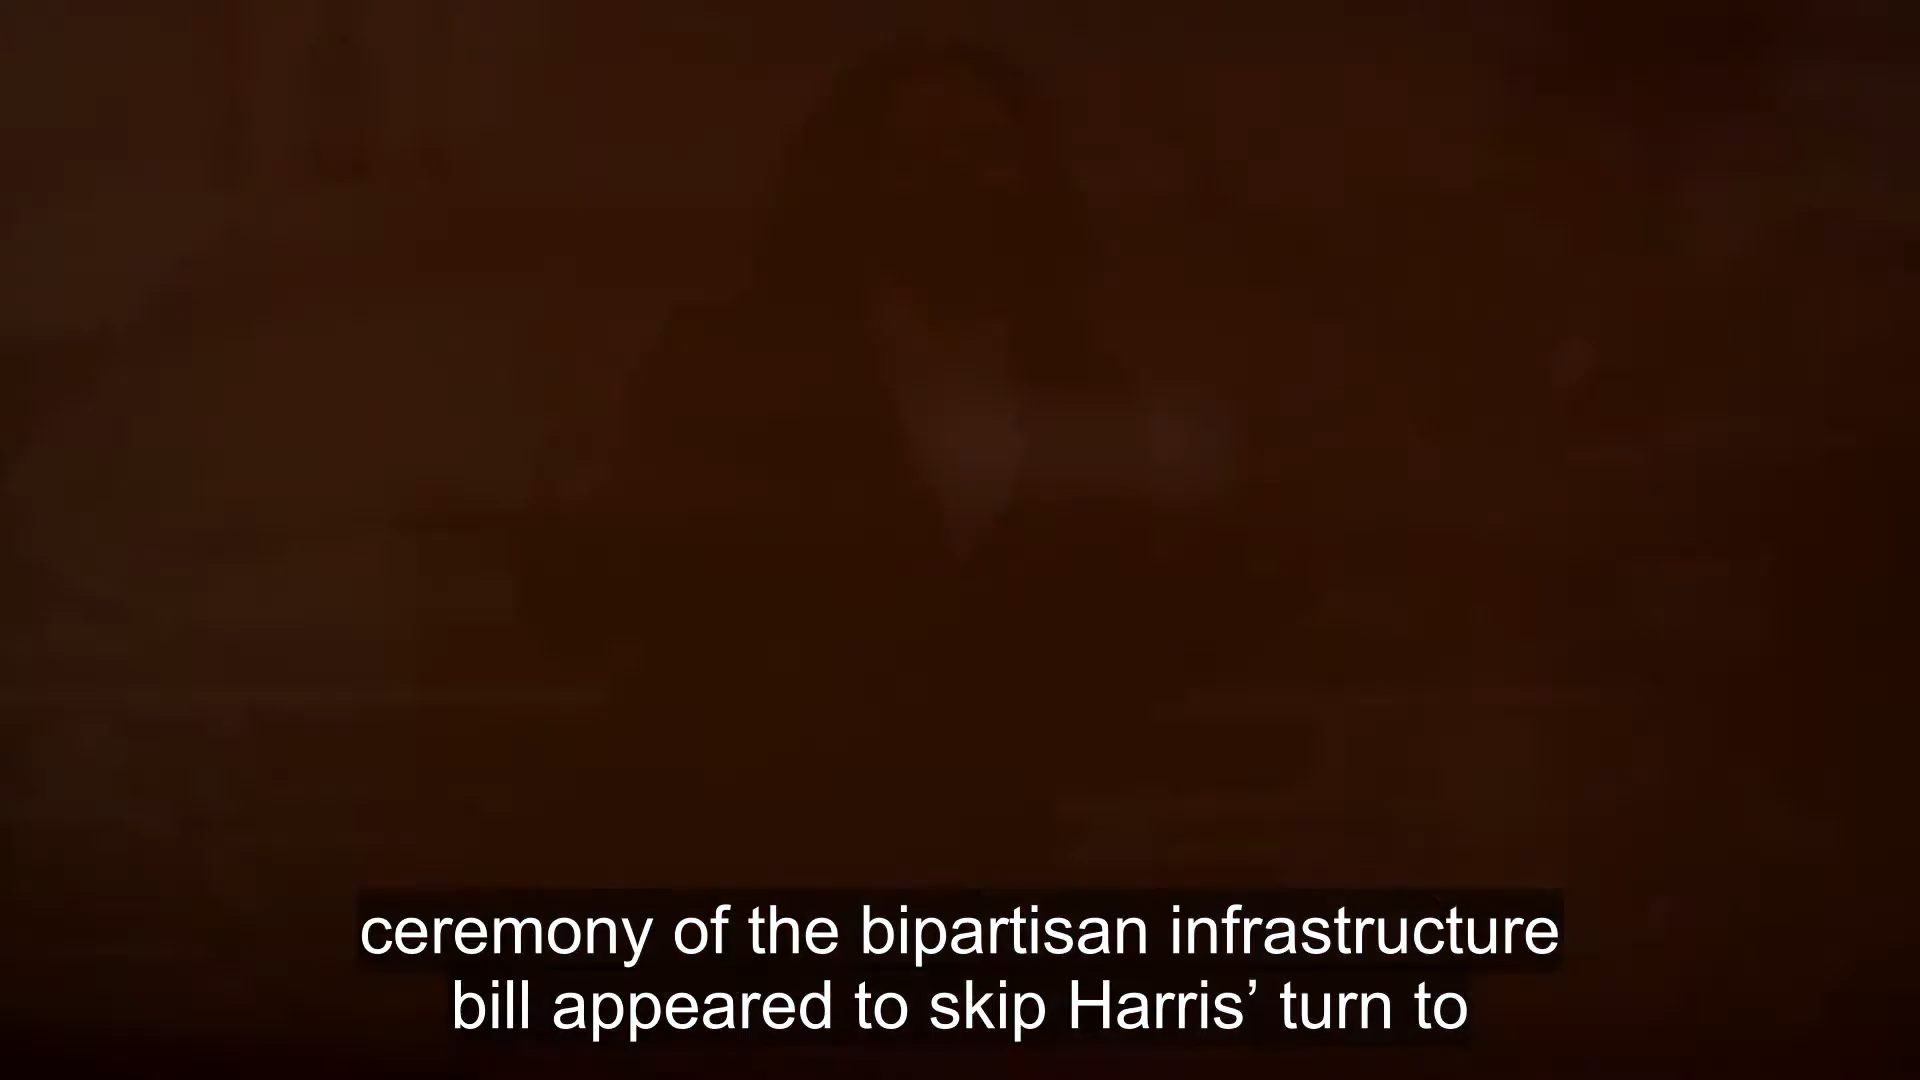 ceremony of the bipartisan infrastructure
bill appeared to skip Harris’ turn to